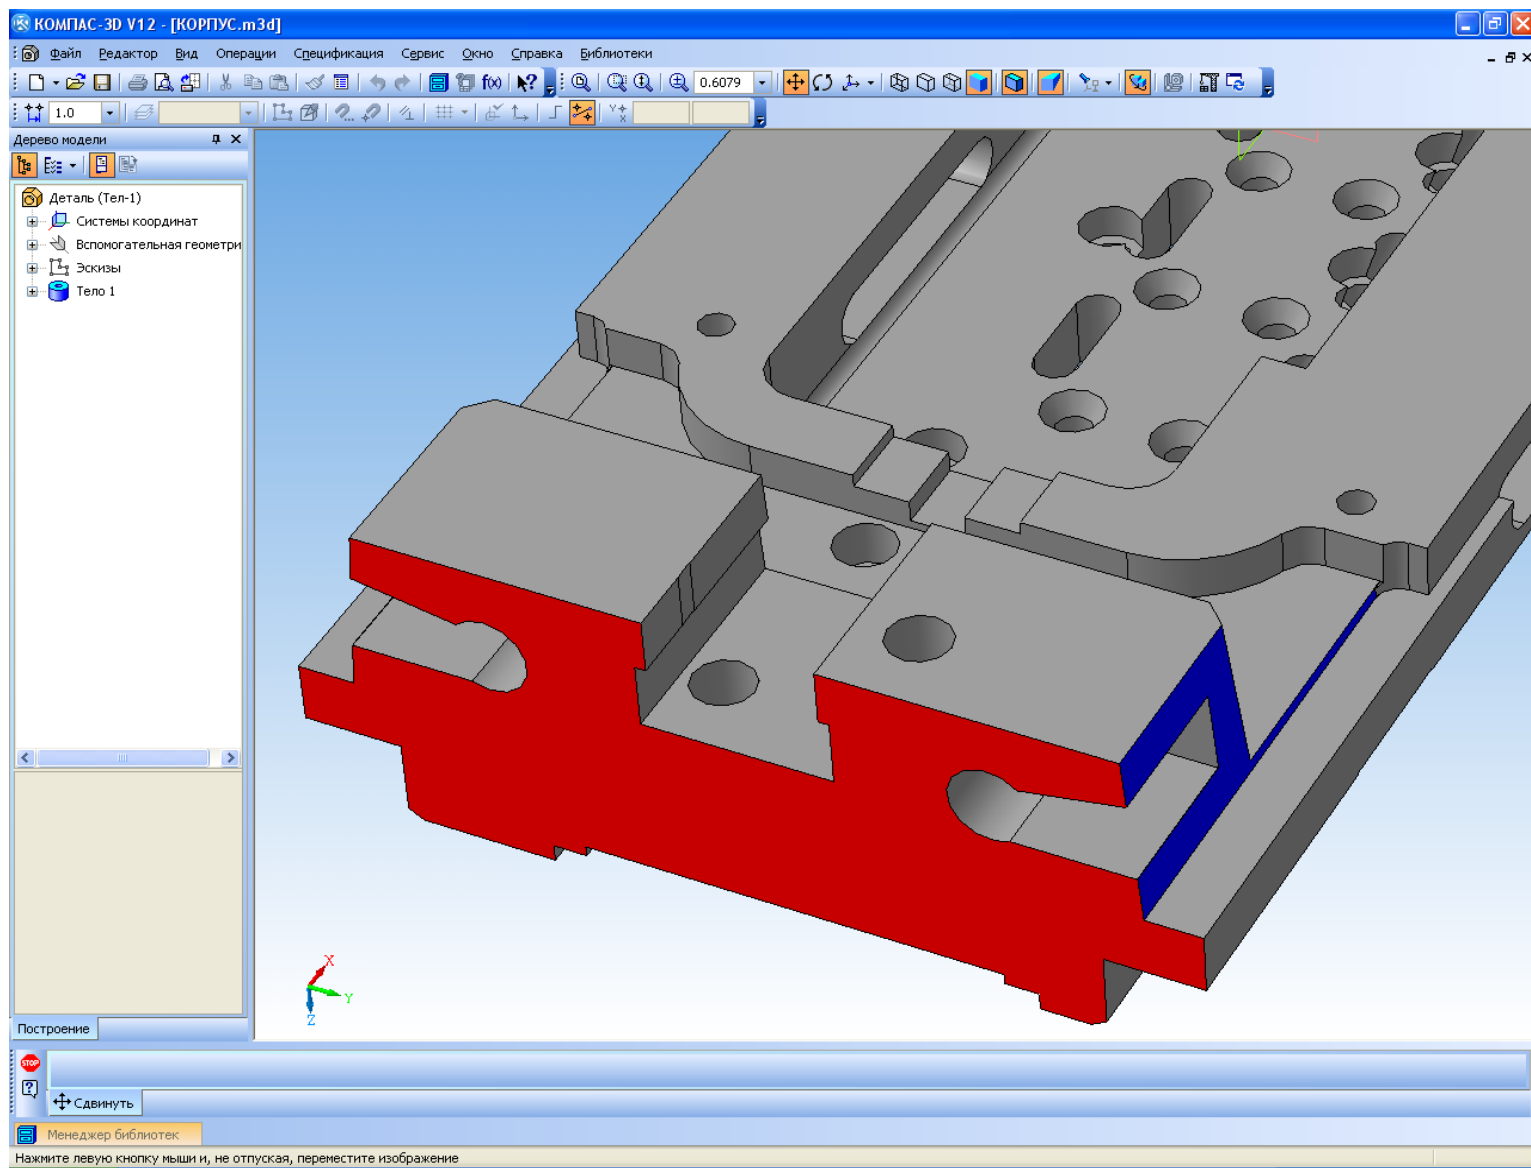 КОМПАС-3D V12 - [КОРПУС.m3d]
Файл Редактор Вид Операции Спецификация Сервис Окно Справка Библиотеки
f(x) 0.6079
1.0
Дерево модели
Деталь (Тел-1)
Системы координат
Вспомогательная геометри
Эскизы
Тело 1
X
Y
Z
Построение
STOP
Сдвинуть
Менеджер библиотек
Нажмите левую кнопку мыши и, не отпуская, переместите изображение